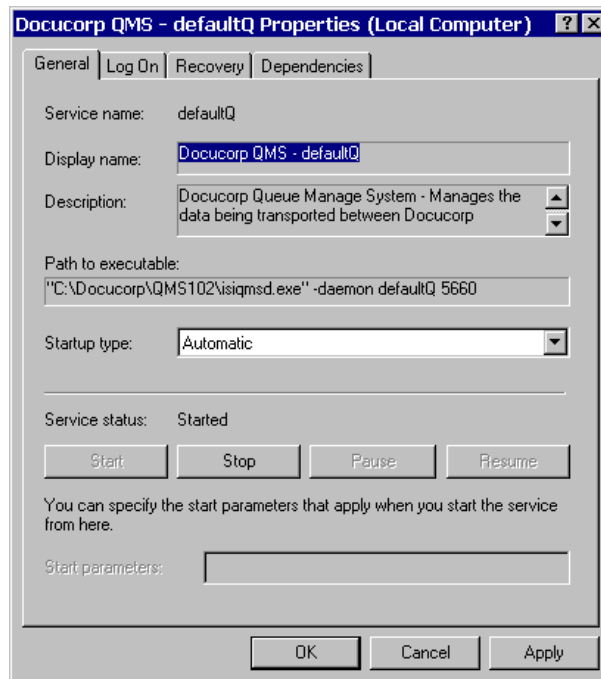 Docucorp QMS - defaultQ Properties (Local Computer)
General Log On Recovery Dependencies
Service name: defaultQ
Display name: Docucorp QMS - defaultQ
Description: Docucorp Queue Manage System - Manages the
data being transported between Docucorp
Path to executable:
"C:\Docucorp\QMS102\isiqmsd.exe" -daemon defaultQ 5660
Startup type: Automatic
Service status: Started
Start Stop Pause Resume
You can specify the start parameters that apply when you start the service
from here.
Start parameters:
OK Cancel Apply